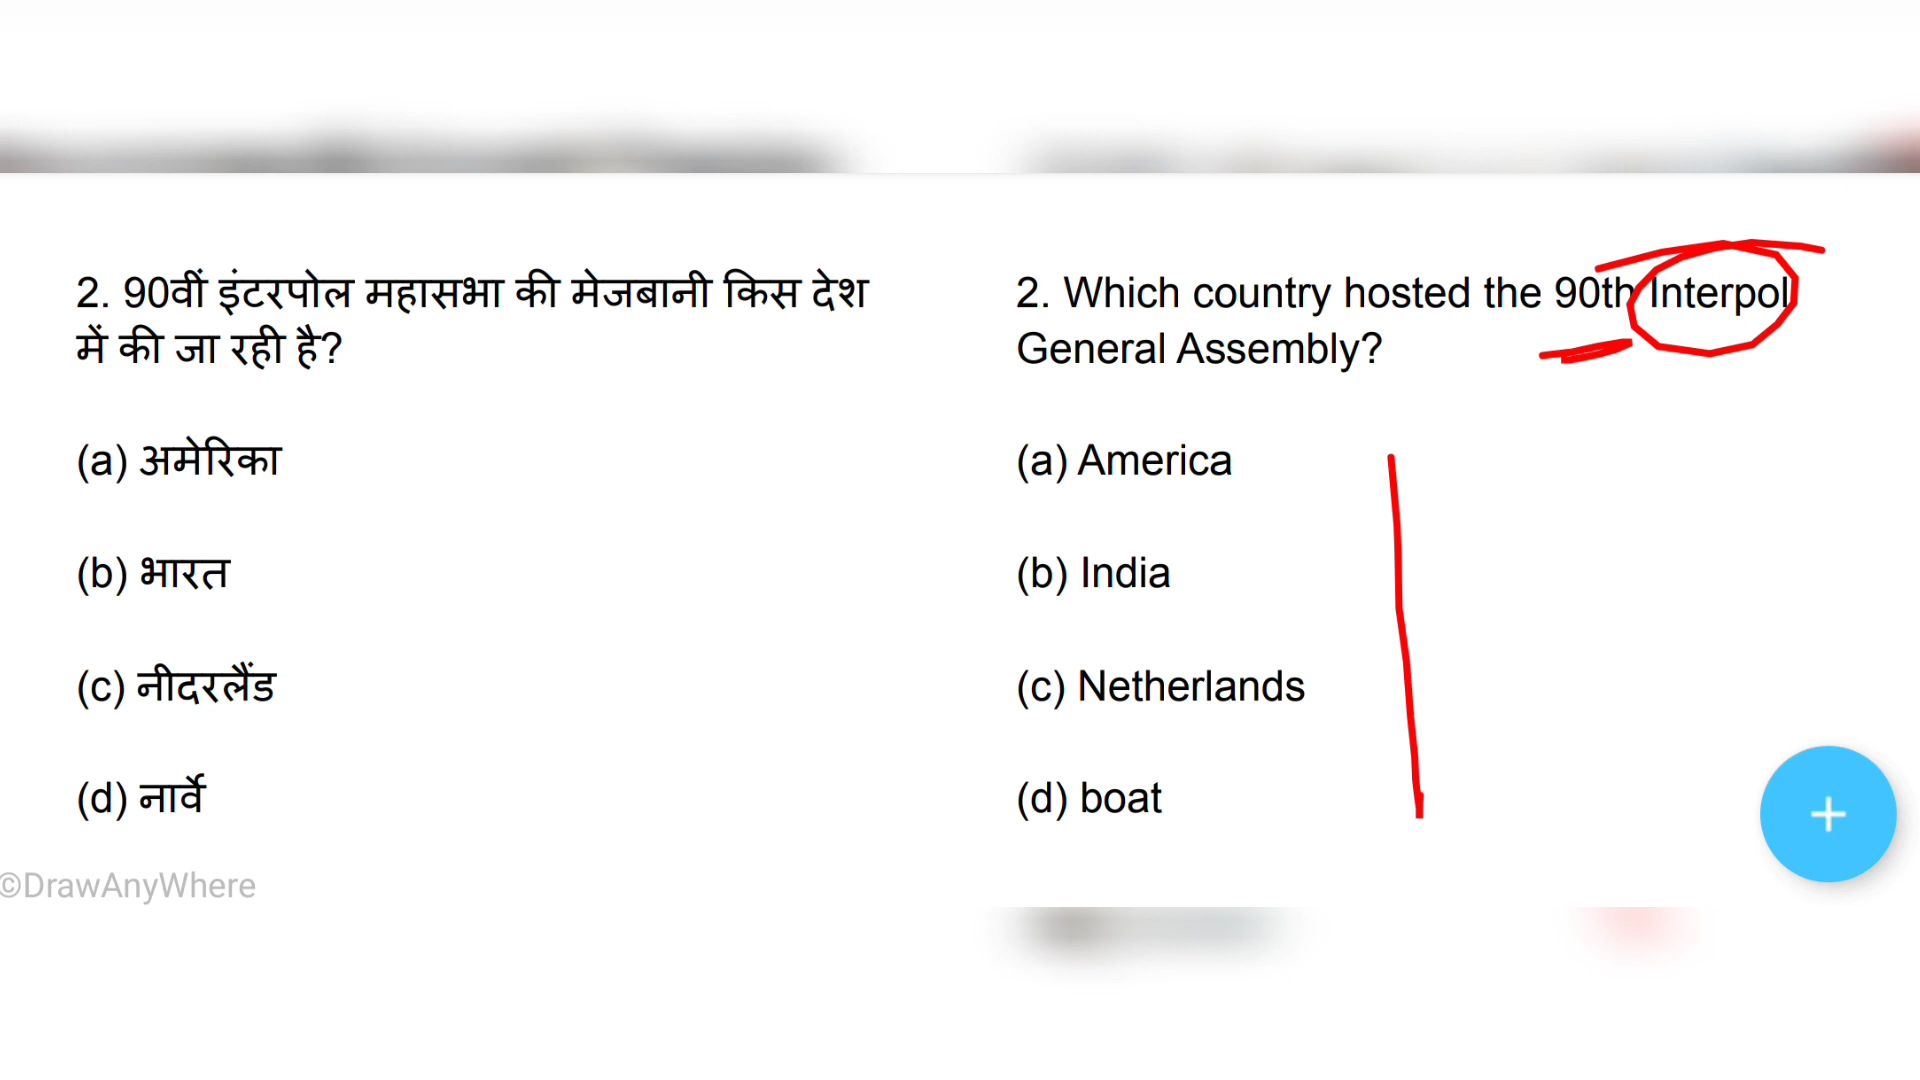 2. 90वीं इंटरपोल महासभा की मेजबानी किस देश
में की जा रही है?
(a) अमेरिका
(b) भारत
(c) नीदरलैंड
(d) नार्वे
©DrawAnyWhere
2. Which country hosted the 90th Interpol
General Assembly?
(a) America
(b) India
(c) Netherlands
(d) boat